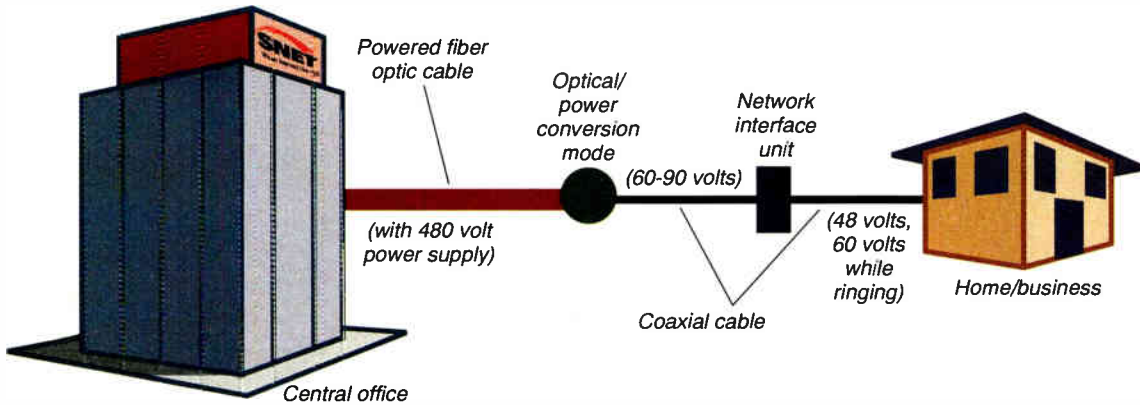 SNET
Powered fiber
optic cable
(with 480 volt
power supply)
Optical/
power
conversion
mode
(60-90 volts)
Network
interface
unit
(48 volts,
60 volts
while
ringing)
Coaxial cable
Home/business
Central office